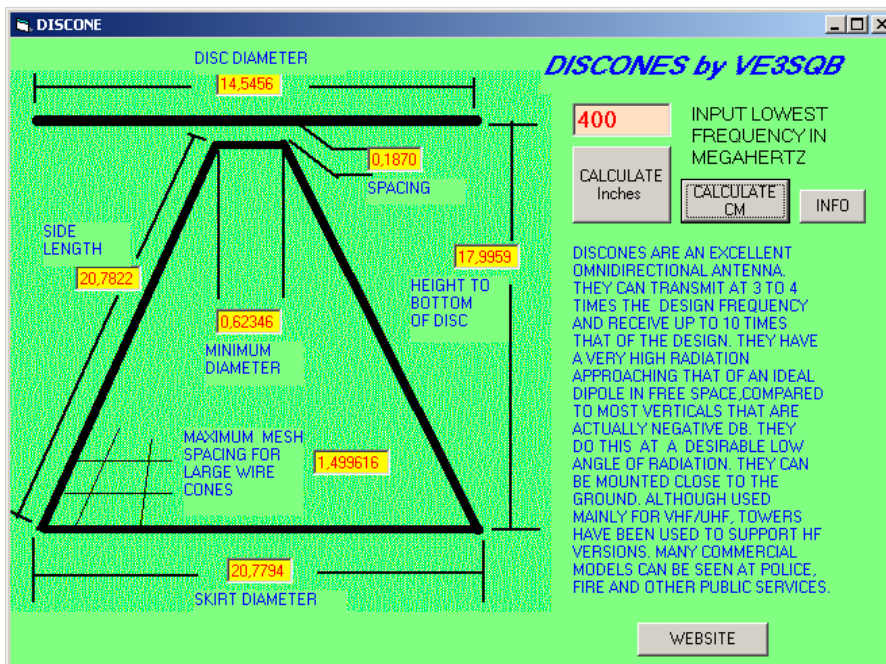 DISCONE
DISC DIAMETER
14,5456
DISCONES by VE3SQB
400
INPUT LOWEST
FREQUENCY IN
MEGAHERTZ
0,1870
SPACING
CALCULATE
Inches
CALCULATE
CM
INFO
SIDE
LENGTH
20,7822
17,9959
HEIGHT TO
BOTTOM
OF DISC
0,62346
MINIMUM
DIAMETER
MAXIMUM MESH
SPACING FOR
LARGE WIRE
CONES
1,499616
20,7794
SKIRT DIAMETER
DISCONES ARE AN EXCELLENT
OMNIDIRECTIONAL ANTENNA.
THEY CAN TRANSMIT AT 3 TO 4
TIMES THE DESIGN FREQUENCY
AND RECEIVE UP TO 10 TIMES
THAT OF THE DESIGN. THEY HAVE
A VERY HIGH RADIATION
APPROACHING THAT OF AN IDEAL
DIPOLE IN FREE SPACE,COMPARED
TO MOST VERTICALS THAT ARE
ACTUALLY NEGATIVE DB. THEY
DO THIS AT A DESIRABLE LOW
ANGLE OF RADIATION. THEY CAN
BE MOUNTED CLOSE TO THE
GROUND. ALTHOUGH USED
MAINLY FOR VHF/UHF, TOWERS
HAVE BEEN USED TO SUPPORT HF
VERSIONS. MANY COMMERCIAL
MODELS CAN BE SEEN AT POLICE,
FIRE AND OTHER PUBLIC SERVICES.
WEBSITE